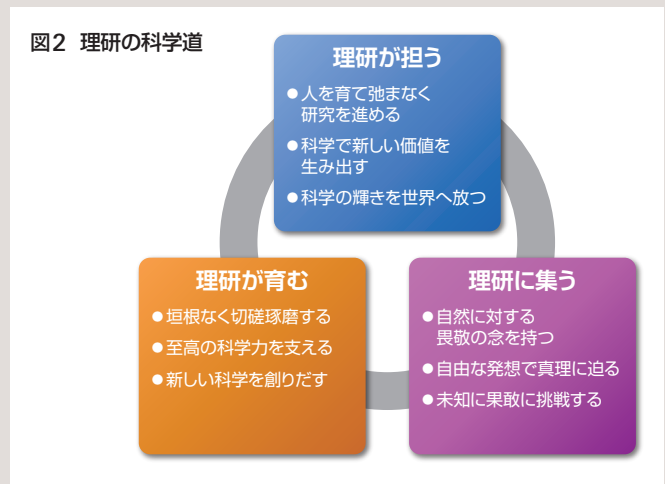 図2 理研の科学道
理研が担う
●人を育て弛まなく
研究を進める
●科学で新しい価値を
生み出す
●科学の輝きを世界へ放つ
理研が育む
●垣根なく切磋琢磨する
●至高の科学力を支える
●新しい科学を創りだす
理研に集う
●自然に対する
畏敬の念を持つ
●自由な発想で真理に迫る
●未知に果敢に挑戦する